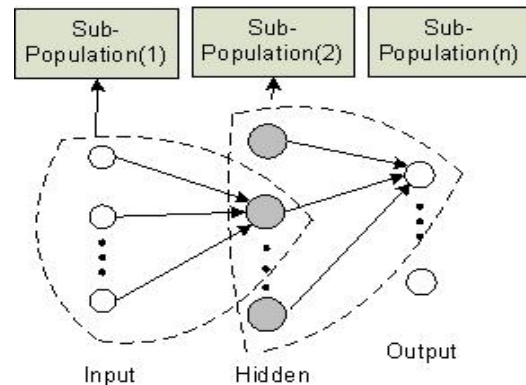 Sub-
Population(1)
Sub-
Population(2)
Sub-
Population(n)
Input
Hidden
Output